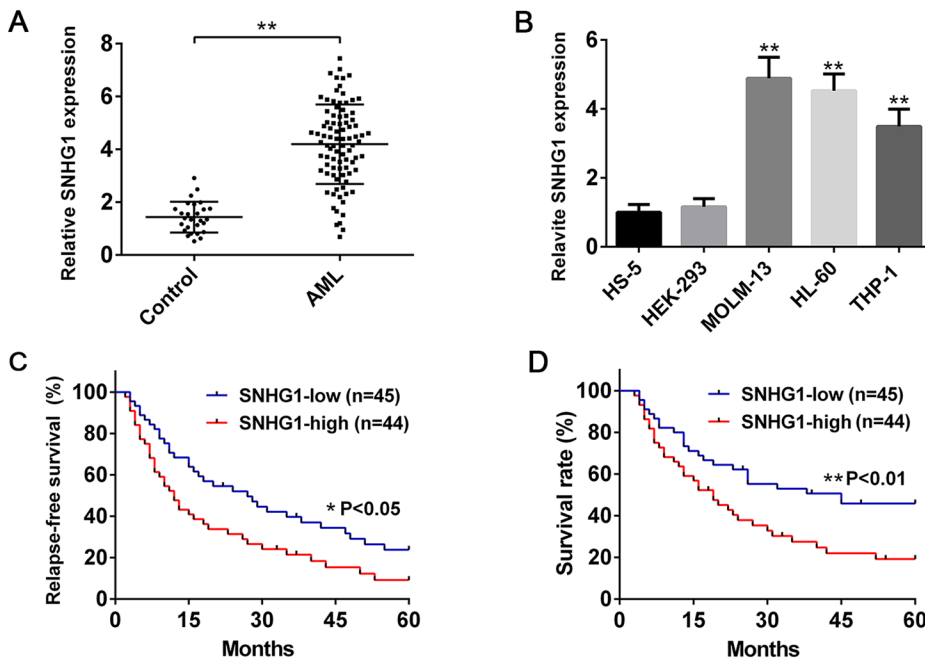 A
Relative SNHG1 expression
8
6
4
2
0
**
Control
AML
B
Relavite SNHG1 expression
6
4
2
0
**
**
**
HS-5
HEK-293
MOLM-13
HL-60
THP-1
C
Relapse-free survival (%)
100
80
60
40
20
0
SNHG1-low (n=45)
SNHG1-high (n=44)
* P<0.05
0 15 30 45 60
Months
D
Survival rate (%)
100
80
60
40
20
0
SNHG1-low (n=45)
SNHG1-high (n=44)
** P<0.01
0 15 30 45 60
Months